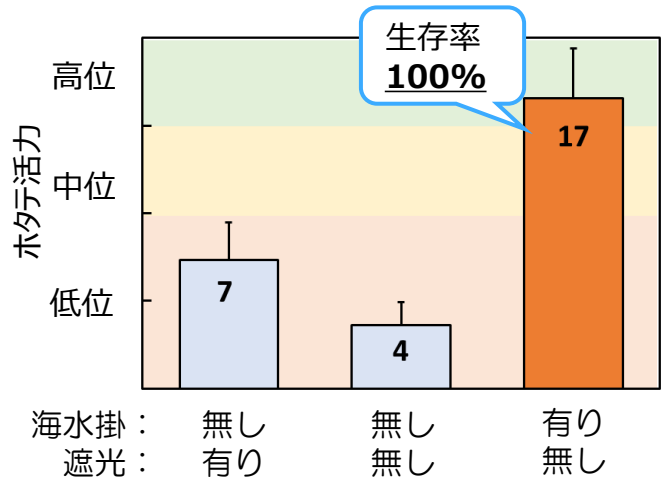 生存率
100%
高位
中位
低位
ホタテ活力
7
4
17
海水掛： 無し 無し 有り
遮光： 有り 無し 無し